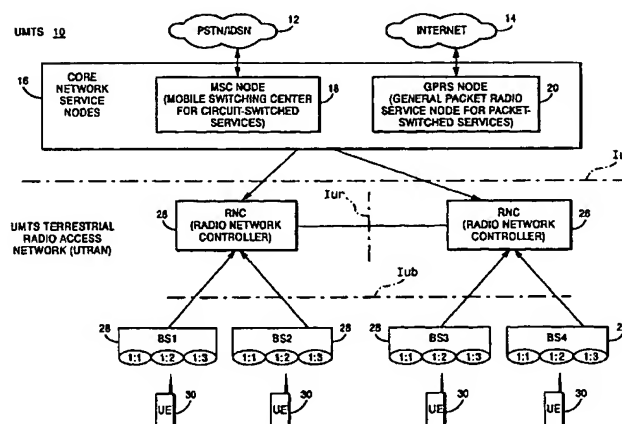 UMTS 10
12
PSTN/IDSN
14
INTERNET
16
CORE
NETWORK
SERVICE
NODES
MSC NODE
(MOBILE SWITCHING CENTER
FOR CIRCUIT-SWITCHED
SERVICES)
18
GPRS NODE
(GENERAL PACKET RADIO
SERVICE NODE FOR PACKET-
SWITCHED SERVICES)
20
UMTS TERRESTRIAL
RADIO ACCESS
NETWORK (UTRAN)
26
RNC
(RADIO NETWORK
CONTROLLER)
Iur
RNC
(RADIO NETWORK
CONTROLLER)
26
Iub
28
BS1
1:1 1:2 1:3
BS2
1:1 1:2 1:3
28
28
BS3
1:1 1:2 1:3
BS4
1:1 1:2 1:3
UE
30
UE
30
UE
30
UE
30